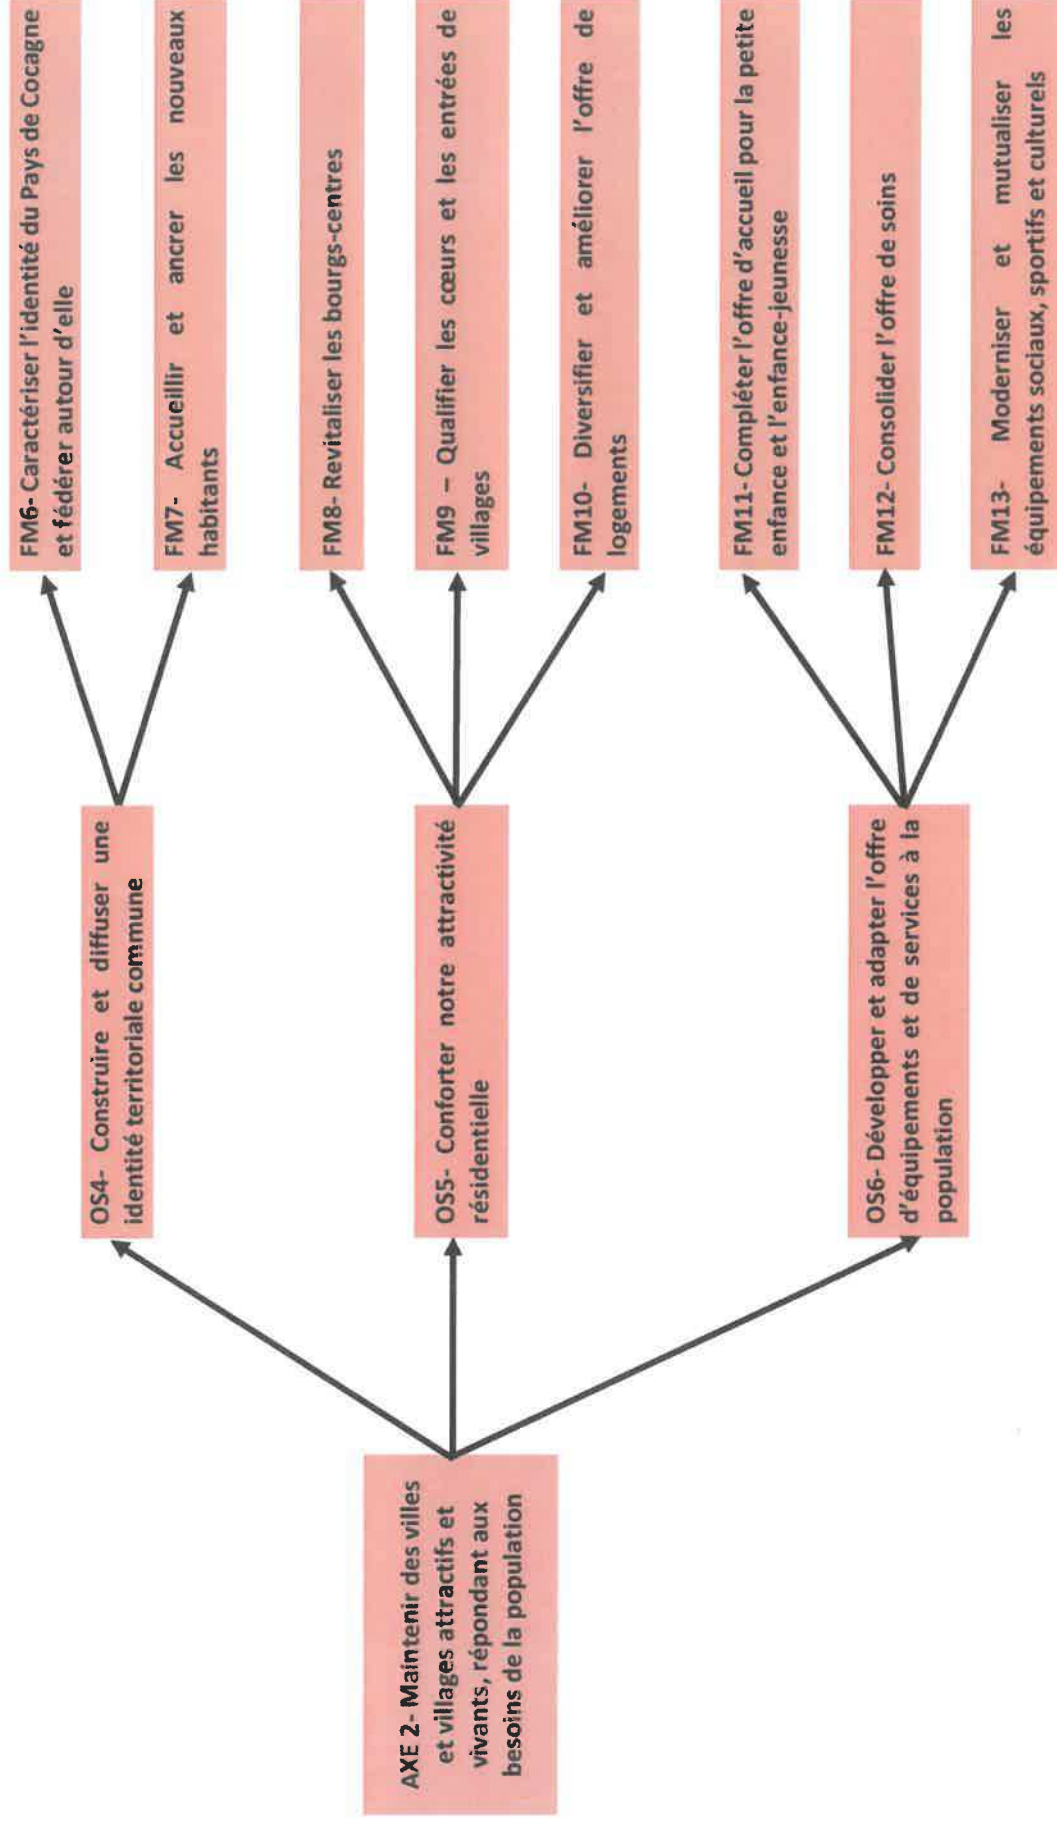 AXE 2- Maintenir des villes
et villages attractifs et
vivants, répondant aux
besoins de la population
OS4- Construire et diffuser une
identité territoriale commune
OS5- Conforter notre attractivité
résidentielle
OS6- Développer et adapter l'offre
d'équipements et de services à la
population
FM6- Caractériser l'identité du Pays de Cocagne
et fédérer autour d'elle
FM7- Accueillir et ancrer les nouveaux
habitants
FM8- Revitaliser les bourgs-centres
FM9 – Qualifier les cœurs et les entrées de
villages
FM10- Diversifier et améliorer l'offre de
logements
FM11- Compléter l'offre d'accueil pour la petite
enfance et l'enfance-jeunesse
FM12- Consolider l'offre de soins
FM13- Moderniser et mutualiser les
équipements sociaux, sportifs et culturels